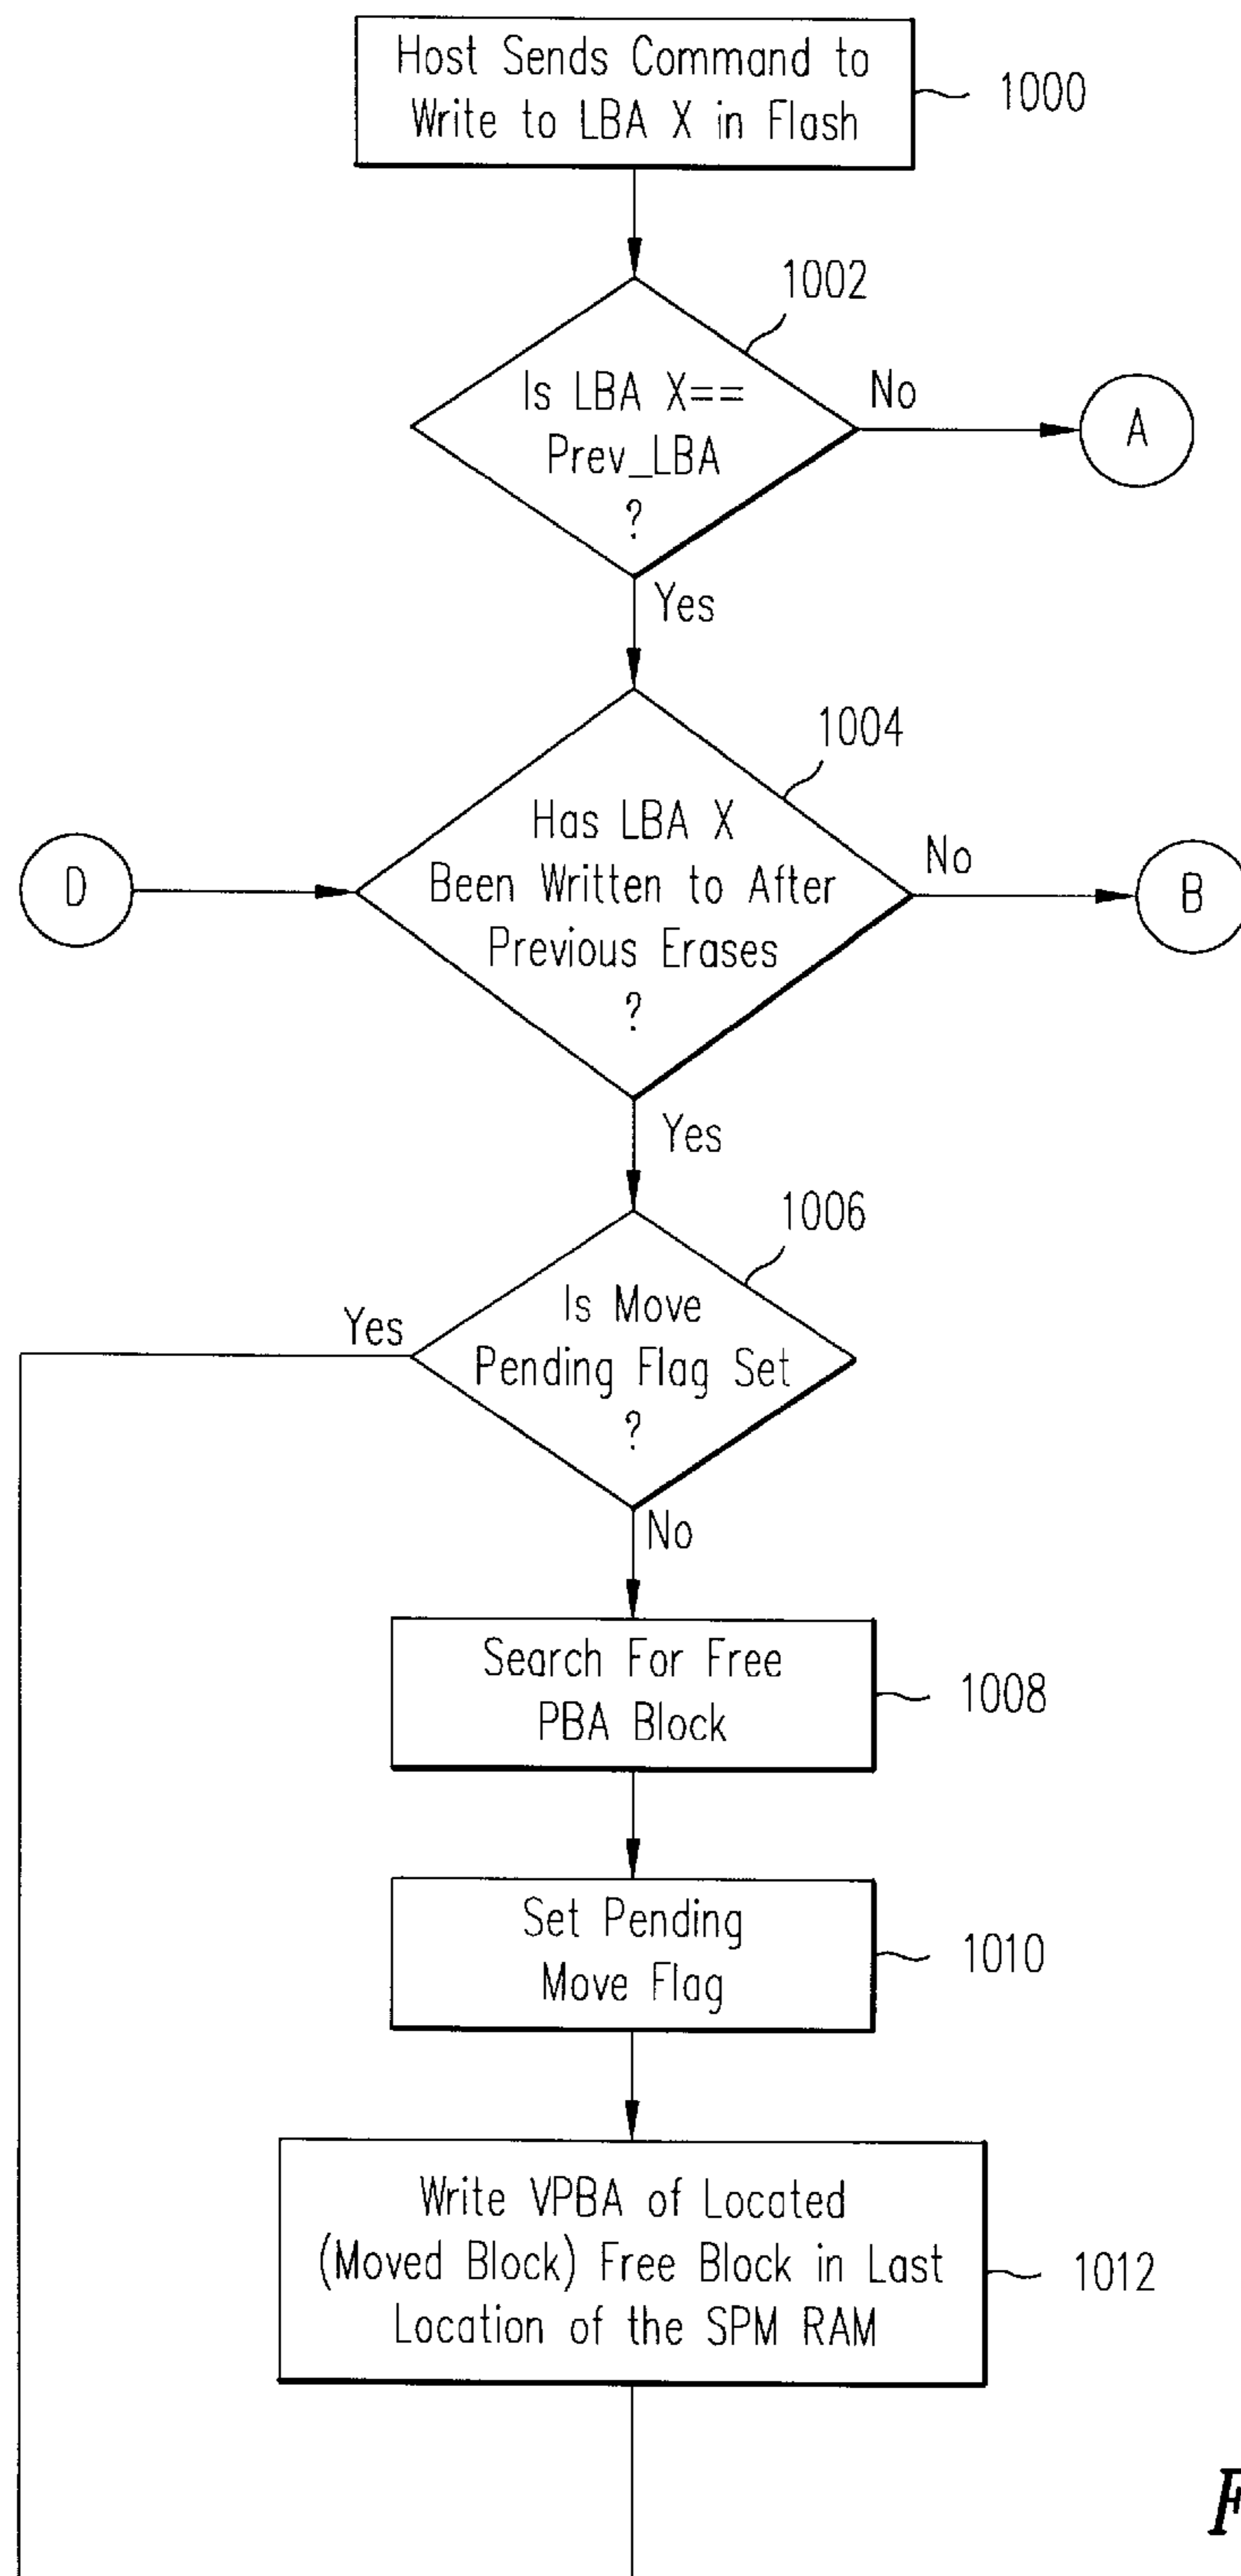 Host Sends Command to
Write to LBA X in Flash
1000
1002
Is LBA X==
Prev_LBA
?
No
A
Yes
1004
Has LBA X
Been Written to After
Previous Erases
?
D
No
B
Yes
1006
Is Move
Pending Flag Set
?
Yes
No
Search For Free
PBA Block
1008
Set Pending
Move Flag
1010
Write VPBA of Located
(Moved Block) Free Block in Last
Location of the SPM RAM
1012